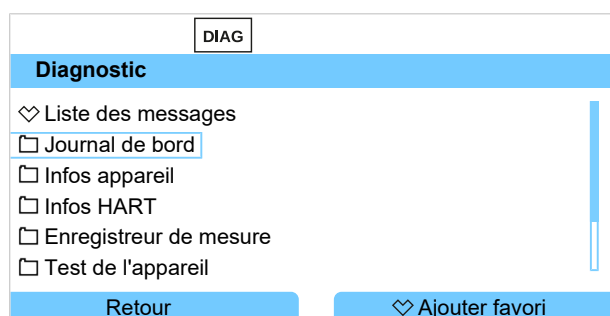 DIAG
Diagnostic
Liste des messages
Journal de bord
Infos appareil
Infos HART
Enregistreur de mesure
Test de l'appareil
Retour
Ajouter favori